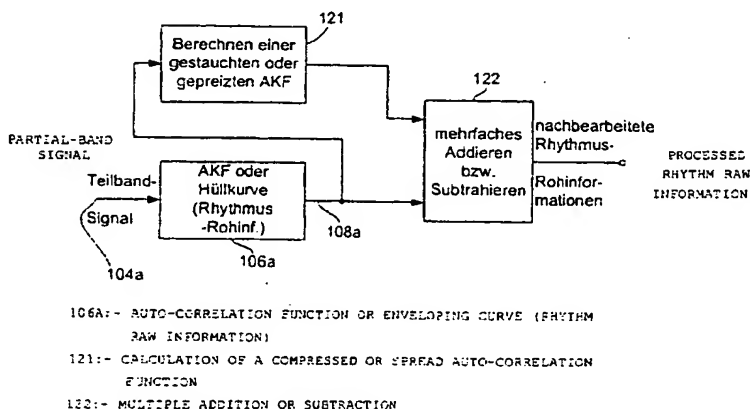 121
Berechnen einer
gestauchten oder
gepreizten AKF
122
mehrfaches
Addieren
bzw.
Subtrahieren
nachbearbeitete
Rhythmus-
Rohinfor-
mationen
PROCESSED
RHYTHM RAW
INFORMATION
PARTIAL-BAND
SIGNAL
Teilband-
Signal
104a
AKF oder
Hüllkurve
(Rhythmus
-Rohinf.)
106a
108a
106A:- AUTO-CORRELATION FUNCTION OR ENVELOPING CURVE (RHYTHM
RAW INFORMATION)
121:- CALCULATION OF A COMPRESSED OR SPREAD AUTO-CORRELATION
FUNCTION
122:- MULTIPLE ADDITION OR SUBTRACTION